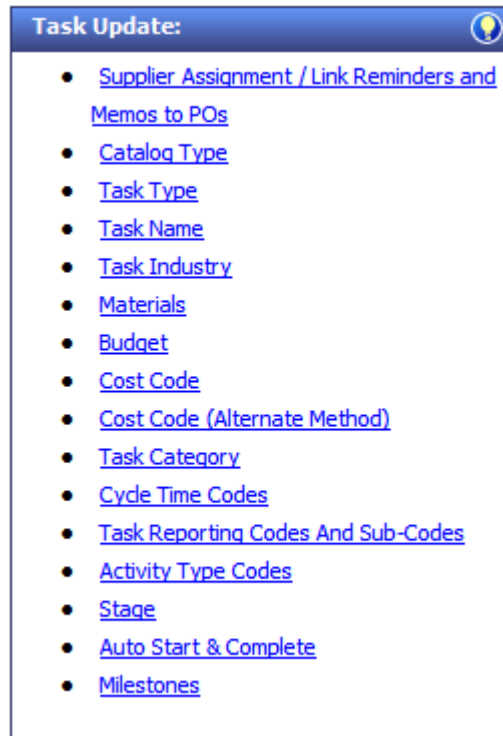 Task Update:
Supplier Assignment / Link Reminders and
Memos to POs
Catalog Type
Task Type
Task Name
Task Industry
Materials
Budget
Cost Code
Cost Code (Alternate Method)
Task Category
Cycle Time Codes
Task Reporting Codes And Sub-Codes
Activity Type Codes
Stage
Auto Start & Complete
Milestones